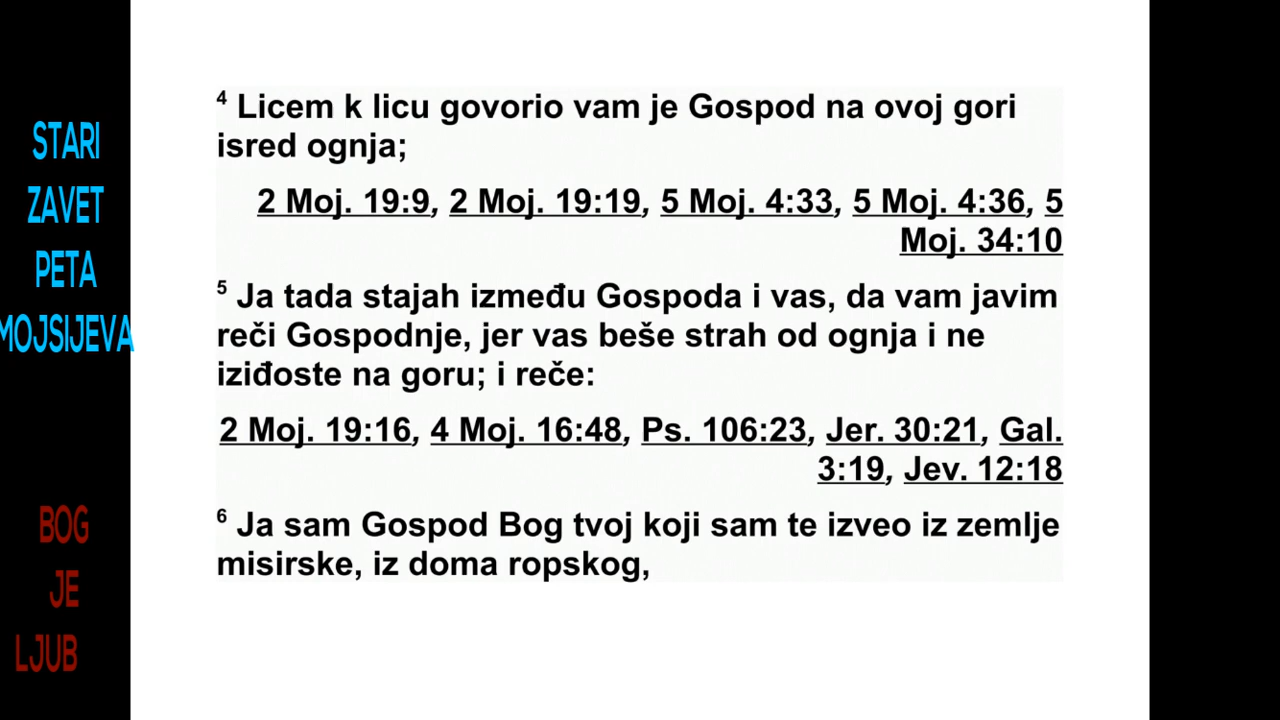 STARI
ZAVET
PETA
MOJSIJEVA
BOG
JE
LJUB
4 Licem k licu govorio vam je Gospod na ovoj gori
isred ognja;
2 Moj. 19:9, 2 Moj. 19:19, 5 Moj. 4:33, 5 Moj. 4:36, 5
Moj. 34:10
5 Ja tada stajah između Gospoda i vas, da vam javim
reči Gospodnje, jer vas beše strah od ognja i ne
iziđoste na goru; i reče:
2 Moj. 19:16, 4 Moj. 16:48, Ps. 106:23, Jer. 30:21, Gal.
3:19, Jev. 12:18
6 Ja sam Gospod Bog tvoj koji sam te izveo iz zemlje
misirske, iz doma ropskog,